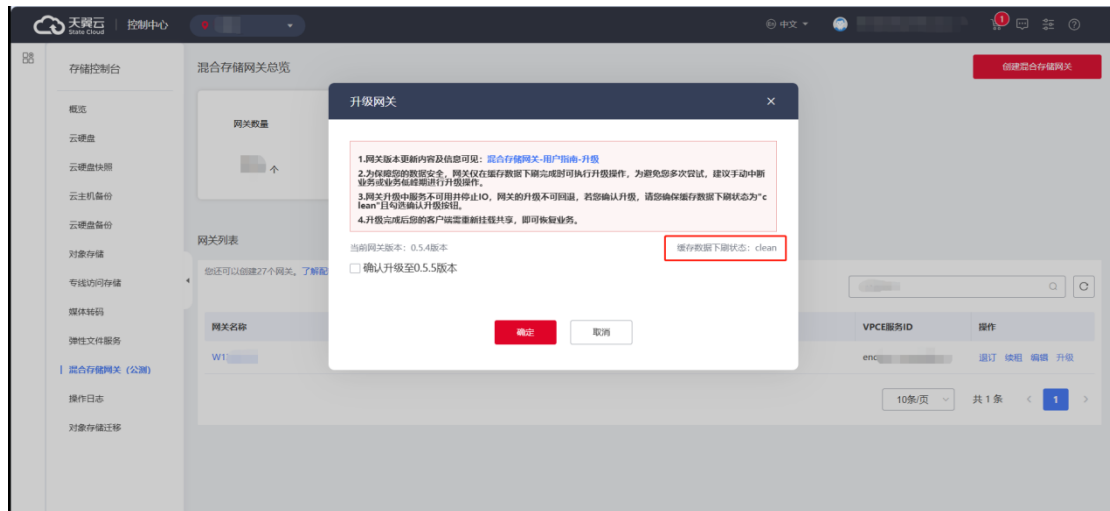 天翼云
State Cloud
控制中心
中文
1
存储控制台
概览
云硬盘
云硬盘快照
云主机备份
云硬盘备份
对象存储
专线访问存储
媒体转码
弹性文件服务
混合存储网关（公测）
操作日志
对象存储迁移
混合存储网关总览
创建混合存储网关
网关数量
个
升级网关
1.网关版本更新内容及信息可见：混合存储网关-用户指南-升级
2.为保障您的数据安全，网关仅在缓存数据下刷完成时可执行升级操作，为避免您多次尝试，建议手动中断
业务或业务低峰期进行升级操作。
3.网关升级中服务不可用并停止IO，网关的升级不可回退，若您确认升级，请您确保缓存数据下刷状态为"c
lean"且勾选确认升级按钮。
4.升级完成后您的客户端需重新挂载共享，即可恢复业务。
当前网关版本：0.5.4版本
缓存数据下刷状态：clean
确认升级至0.5.5版本
确定
取消
网关列表
您还可以创建27个网关。了解配
网关名称
VPCE服务ID
操作
W1
enc
退订 续租 编辑 升级
10条/页
共 1 条
1